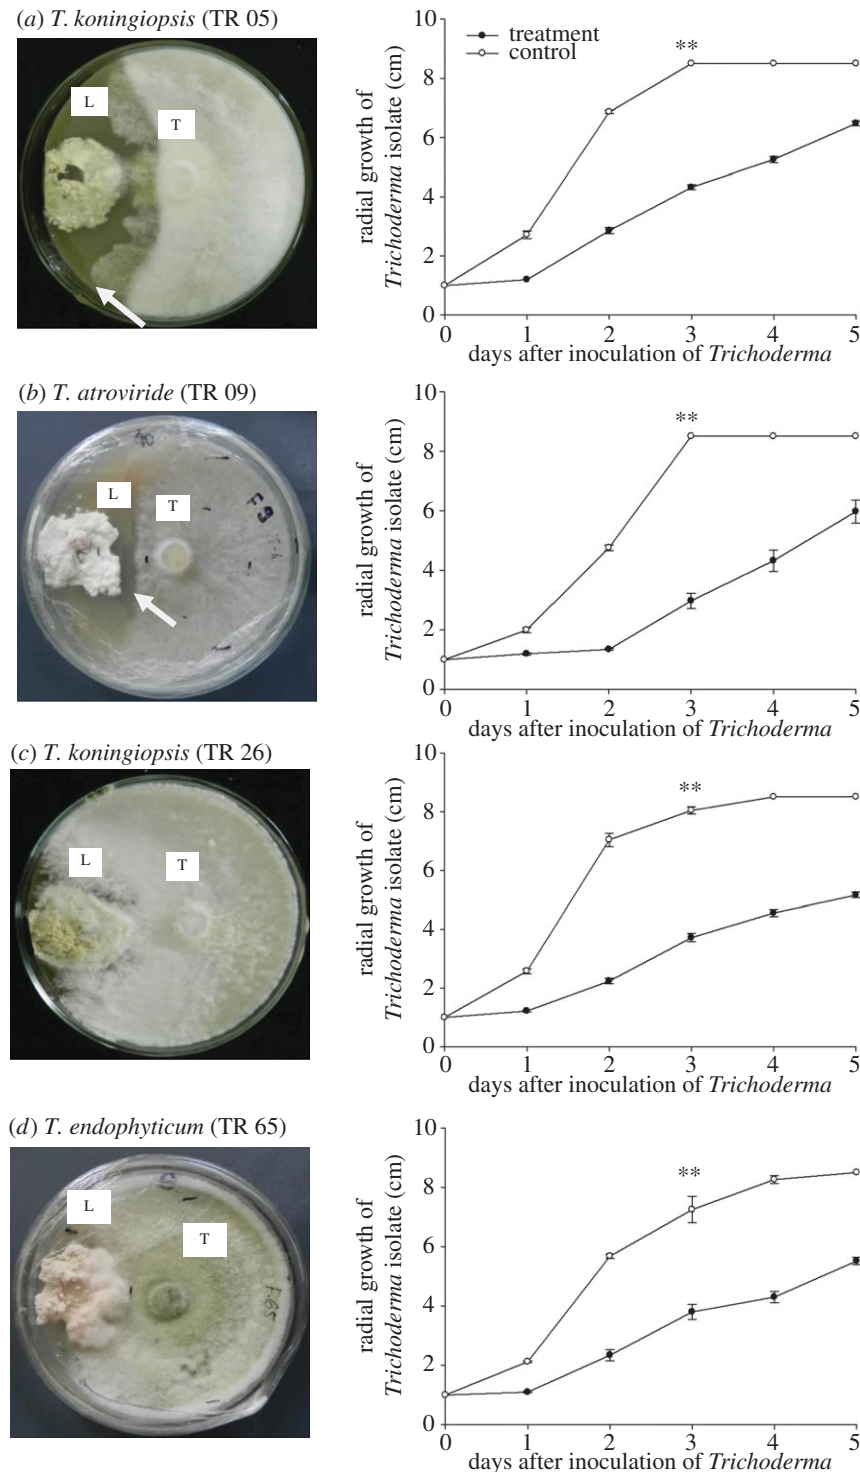 (a) T. koningiopsis (TR 05)
L
T
10
8
6
4
2
0
radial growth of
Trichoderma isolate (cm)
treatment
control
**
0 1 2 3 4 5
days after inoculation of Trichoderma
(b) T. atroviride (TR 09)
L
T
F9
10
8
6
4
2
0
radial growth of
Trichoderma isolate (cm)
**
0 1 2 3 4 5
days after inoculation of Trichoderma
(c) T. koningiopsis (TR 26)
L
T
10
8
6
4
2
0
radial growth of
Trichoderma isolate (cm)
**
0 1 2 3 4 5
days after inoculation of Trichoderma
(d) T. endophyticum (TR 65)
L
T
F65
10
8
6
4
2
0
radial growth of
Trichoderma isolate (cm)
**
0 1 2 3 4 5
days after inoculation of Trichoderma